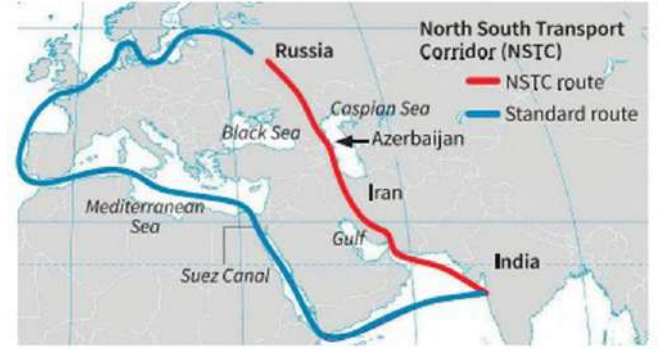 North South Transport
Corridor (NSTC)
NSTC route
Standard route
Russia
Caspian Sea
Black Sea
Azerbaijan
Iran
Mediterranean
Sea
Gulf
Suez Canal
India